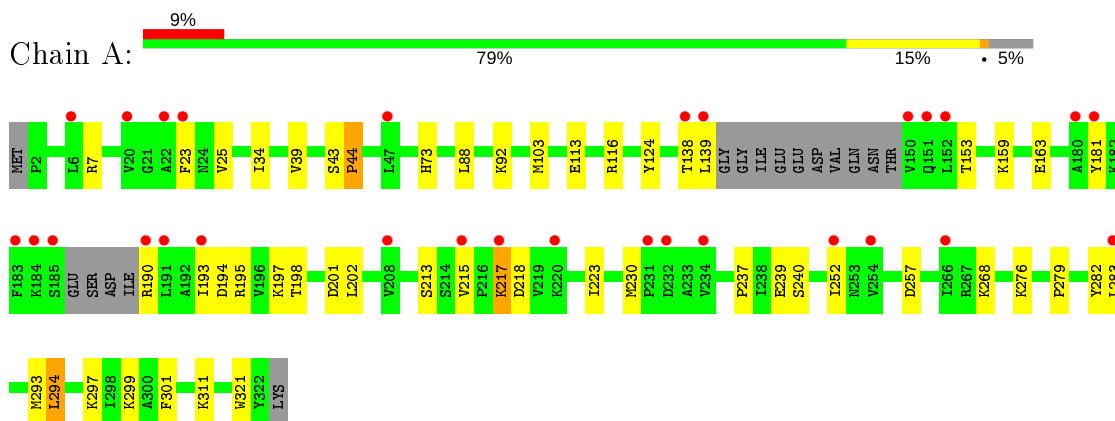 9%
Chain A:
79% 15% • 5%
MET P2 L6 R7 V20 G21 A22 F23 N24 V25 I34 V39 S43 P44 L47 H73 L88 K92 M103 E113 R116 Y124 T138 L139 GLY GLY ILE GLU GLU ASP VAL GLN ASN THR V150 Q151 L152 T153 K159 E163 A180 Y181 K182
F183 K184 S185 GLU SER ASP ILE R190 L191 A192 I193 D194 R195 V196 K197 T198 D201 L202 V208 S213 S214 V215 P216 K217 D218 V219 K220 I223 M230 P231 D232 A233 V234 P237 I238 E239 S240 I252 N253 V254 D257 I266 R267 K268 K276 P279 Y282
M293 L294 K297 I298 K299 A300 F301 K311 W321 Y322 LYS